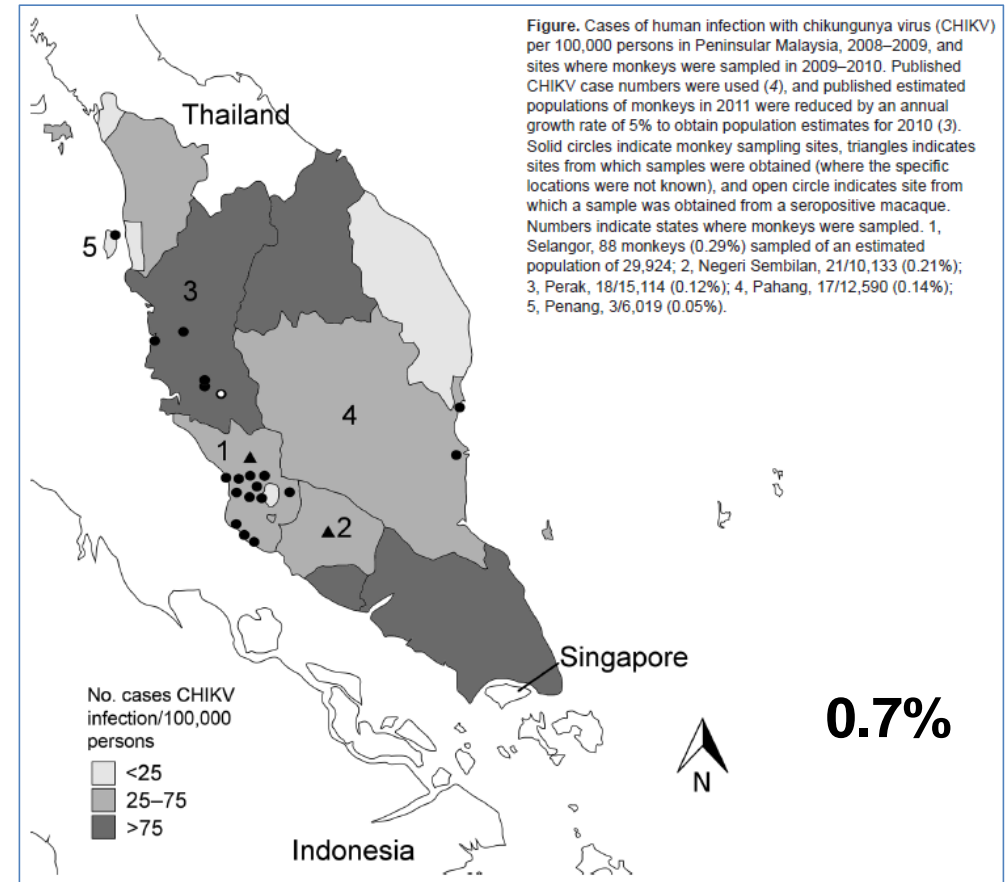 Figure. Cases of human infection with chikungunya virus (CHIKV)
per 100,000 persons in Peninsular Malaysia, 2008–2009, and
sites where monkeys were sampled in 2009–2010. Published
CHIKV case numbers were used (4), and published estimated
populations of monkeys in 2011 were reduced by an annual
growth rate of 5% to obtain population estimates for 2010 (3).
Solid circles indicate monkey sampling sites, triangles indicates
sites from which samples were obtained (where the specific
locations were not known), and open circle indicates site from
which a sample was obtained from a seropositive macaque.
Numbers indicate states where monkeys were sampled. 1,
Selangor, 88 monkeys (0.29%) sampled of an estimated
population of 29,924; 2, Negeri Sembilan, 21/10,133 (0.21%);
3, Perak, 18/15,114 (0.12%); 4, Pahang, 17/12,590 (0.14%);
5, Penang, 3/6,019 (0.05%).
Thailand
5
3
4
1
2
Singapore
0.7%
N
No. cases CHIKV
infection/100,000
persons
<25
25–75
>75
Indonesia